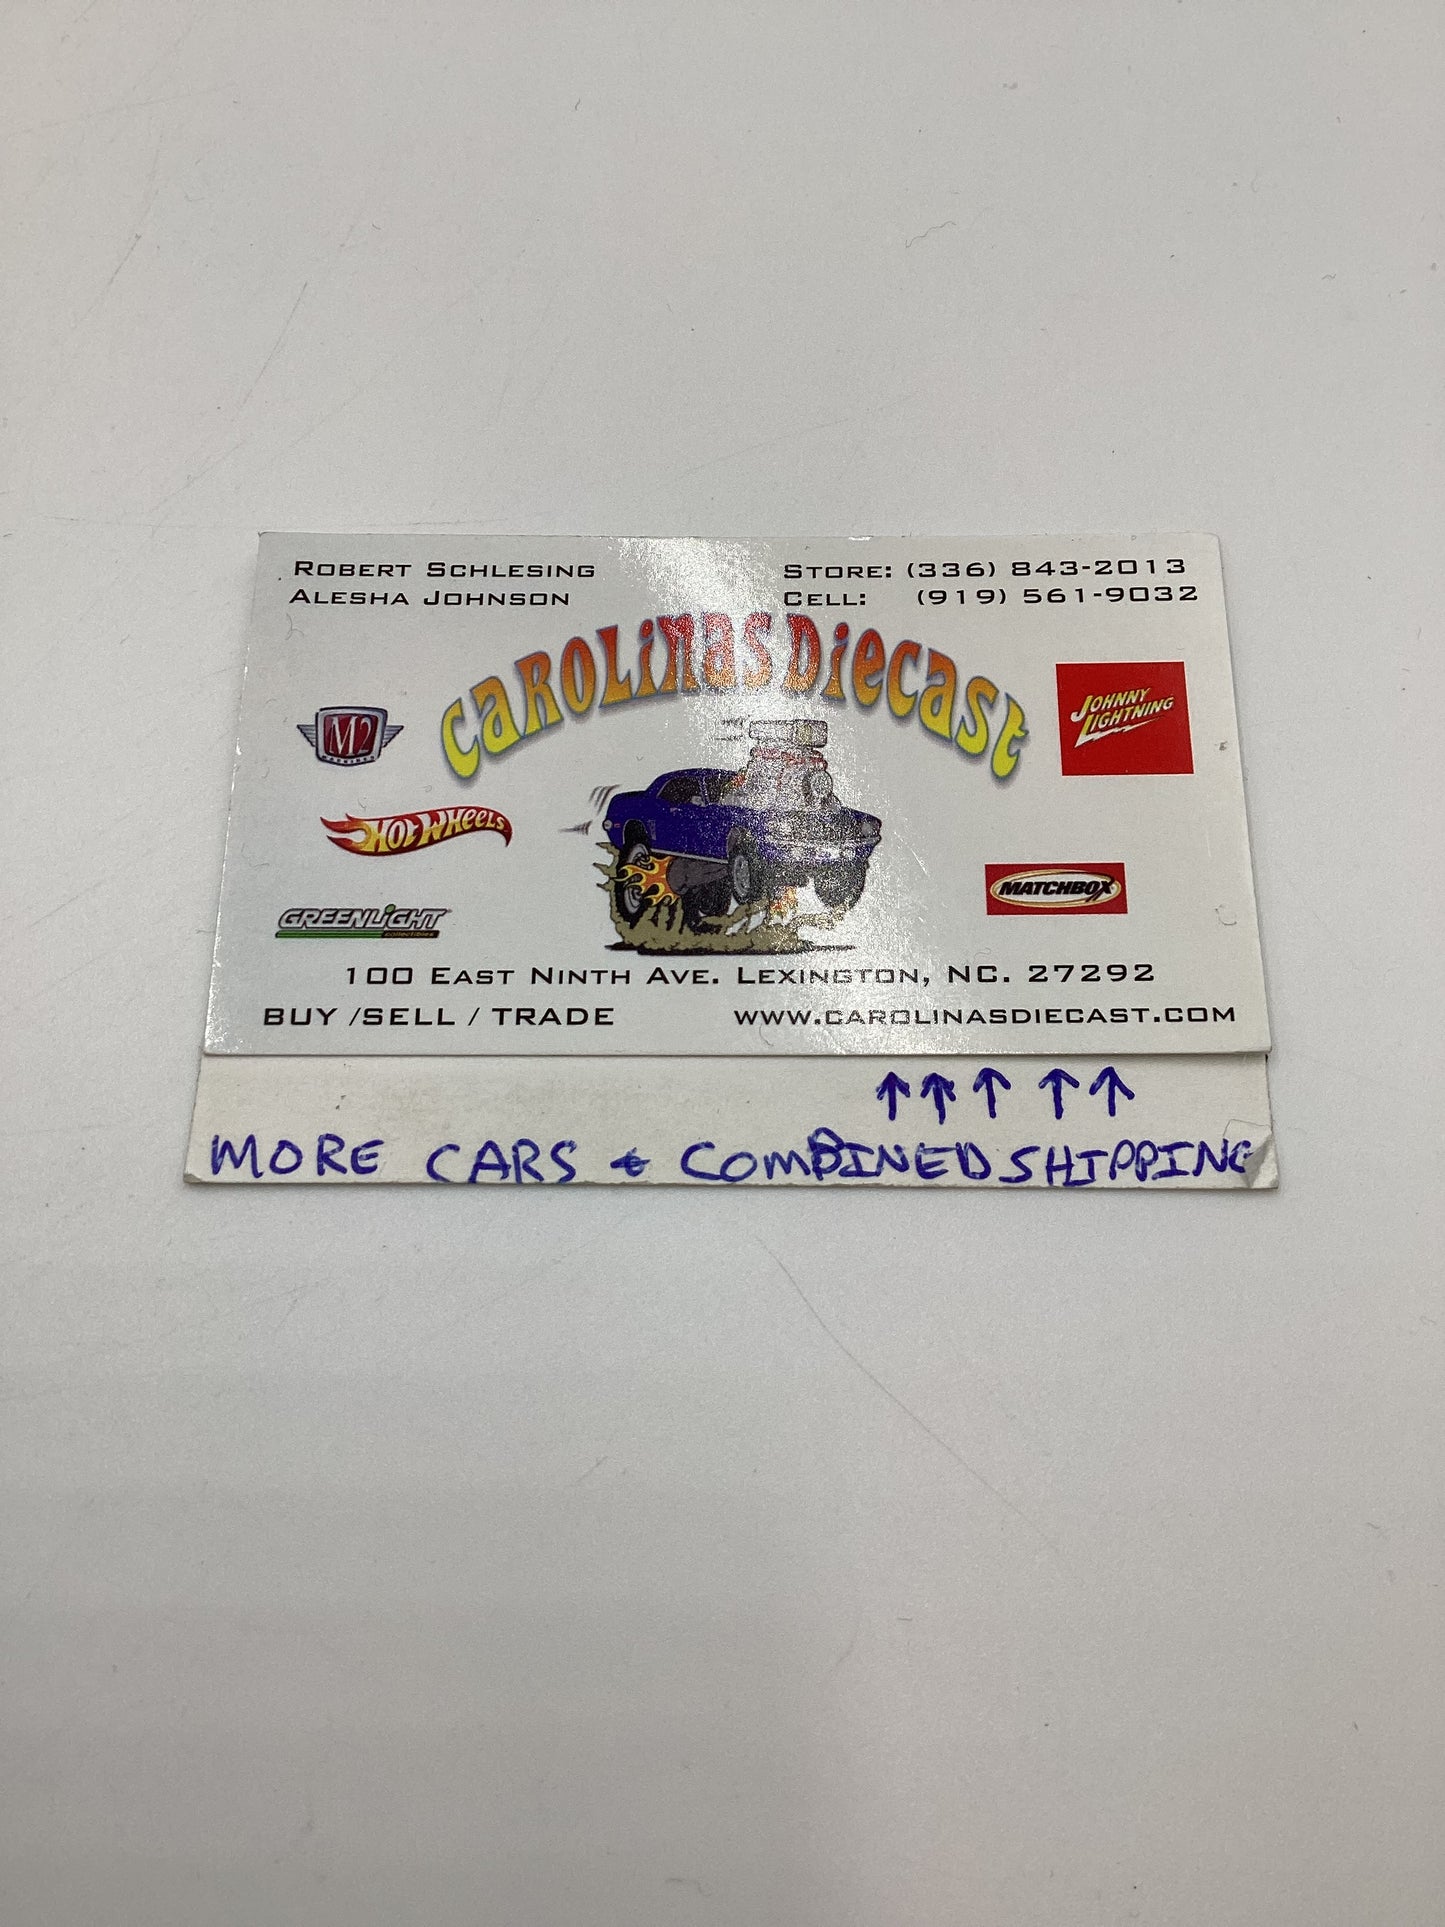 Robert Schlesing
Alesha Johnson
Store: (336) 843-2013
Cell: (919) 561-9032
Carolinas Diecast
M2
MACHINES
Johnny Lightning
Hot Wheels
MATCHBOX
GREENLiGHT
collectibles
100 East Ninth Ave. Lexington, NC. 27292
BUY /SELL / TRADE
www.carolinasdiecast.com
↑↑↑ ↑↑
MORE CARS & COMBINED SHIPPING